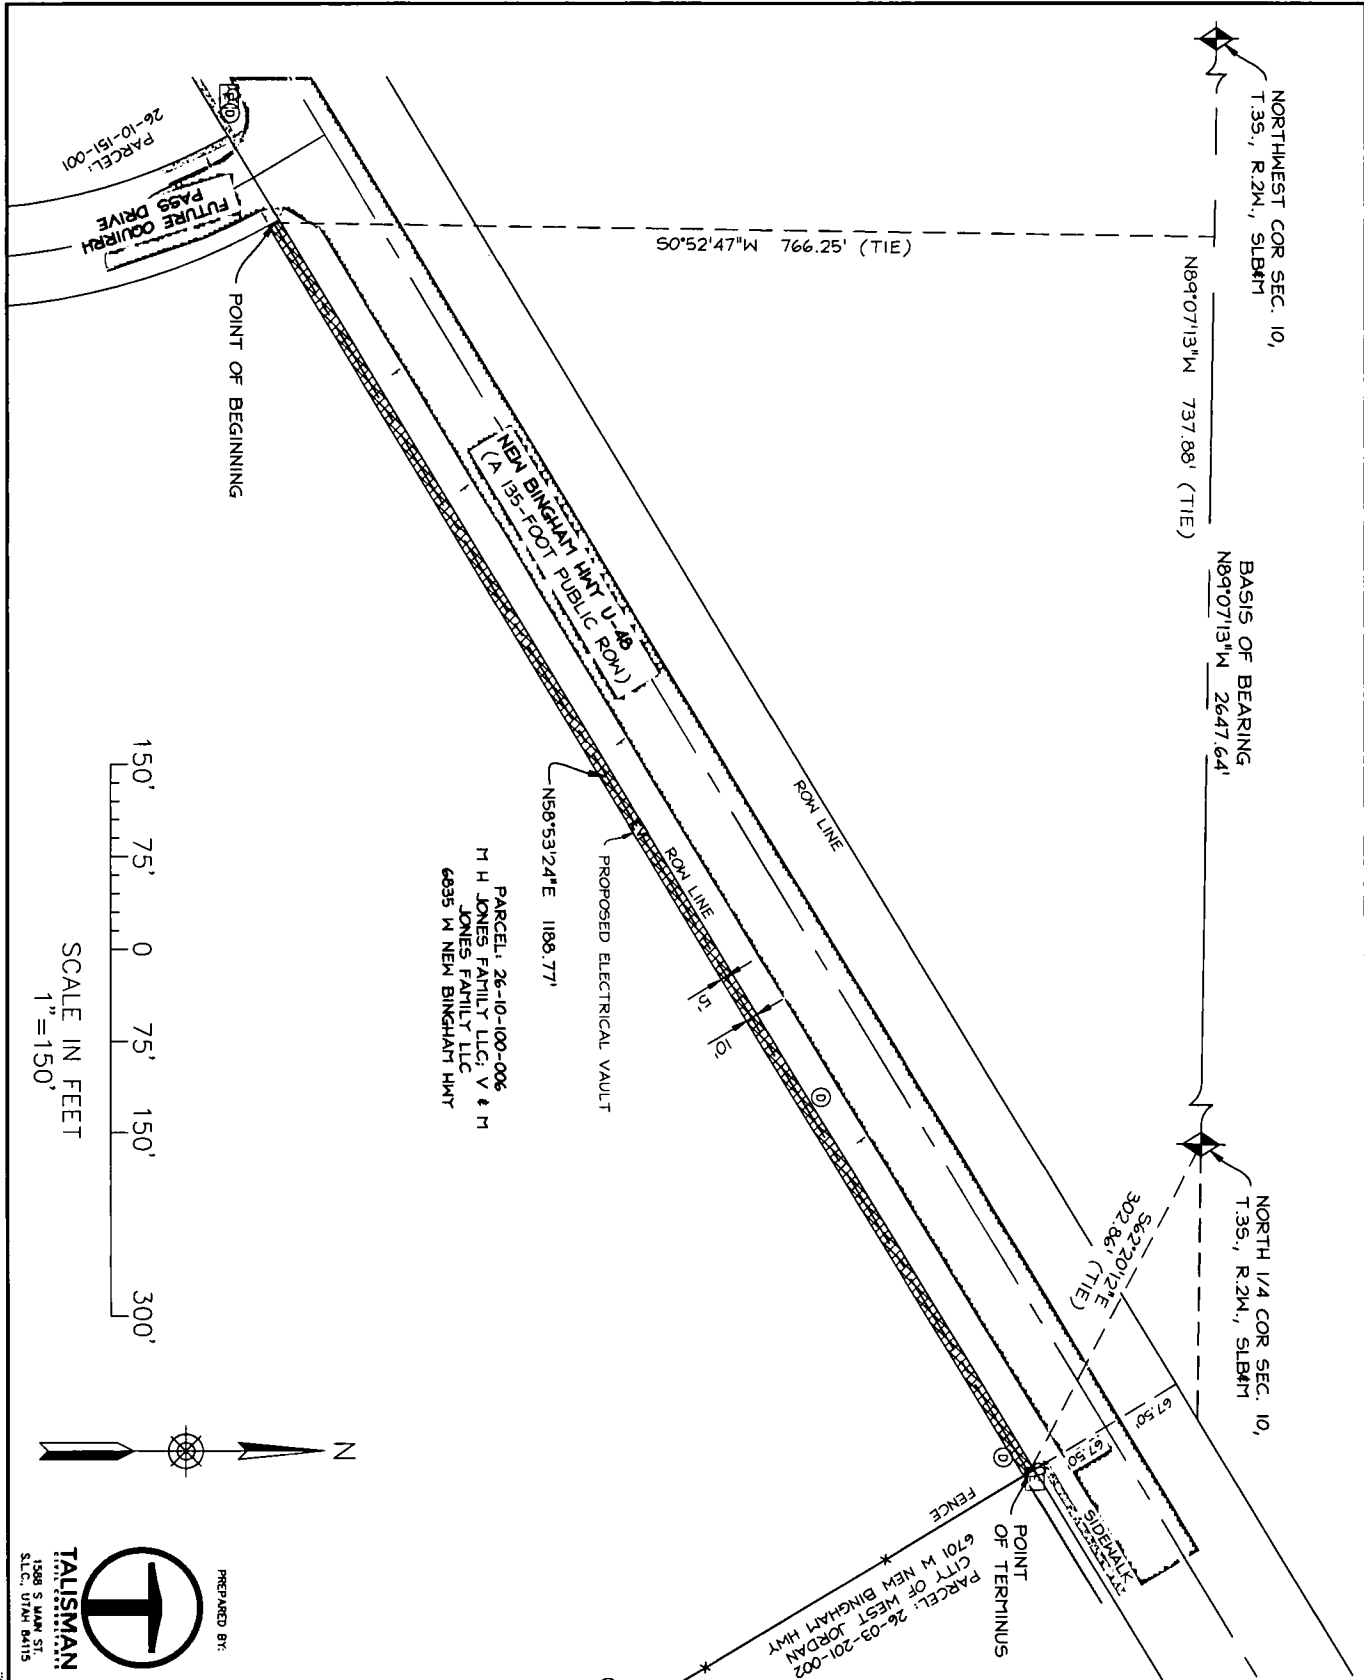 NORTHWEST COR SEC. 10,
T.3S., R.2W., SLB&M
N89°07'13"W 737.88' (TIE)
BASIS OF BEARING
N89°07'13"W 2647.64'
NORTH 1/4 COR SEC. 10,
T.3S., R.2W., SLB&M
S62°20'12"E
302.86' (TIE)
S0°52'47"W 766.25' (TIE)
PARCEL:
26-10-151-001
FUTURE OQUIRRH
PASS DRIVE
D
POINT OF BEGINNING
NEW BINGHAM HWY U-48
(A 135-FOOT PUBLIC ROW)
ROW LINE
ROW LINE
67.50'
67.50'
SIDEWALK
5'
10'
D
D
E
N58°53'24"E 1188.77'
PROPOSED ELECTRICAL VAULT
PARCEL: 26-10-100-006
M H JONES FAMILY LLC; V & M
JONES FAMILY LLC
6835 W NEW BINGHAM HWY
POINT
OF TERMINUS
FENCE
PARCEL: 26-03-201-002
CITY OF WEST JORDAN
6701 W NEW BINGHAM HWY
150' 75' 0 75' 150' 300'
SCALE IN FEET
1"=150'
N
PREPARED BY:
TALISMAN
CIVIL CONSULTANTS
1588 S MAIN ST.
S.L.C., UTAH 84115